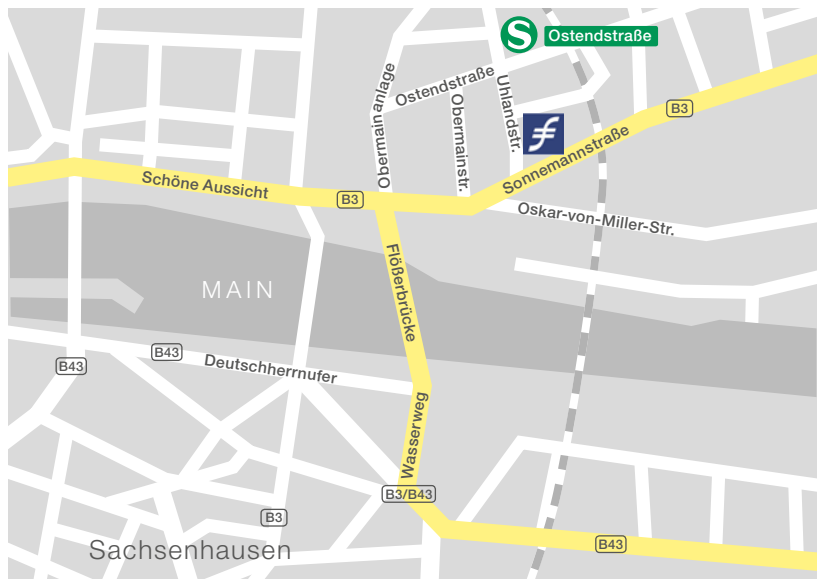 S Ostendstraße
Obermainanlage
Ostendstraße
Uhlandstr.
Obermainstr.
B3
Sonnemannstraße
Schöne Aussicht
B3
Oskar-von-Miller-Str.
Flößerbrücke
MAIN
B43
B43
Deutschherrnufer
Wasserweg
B3/B43
B3
B43
Sachsenhausen